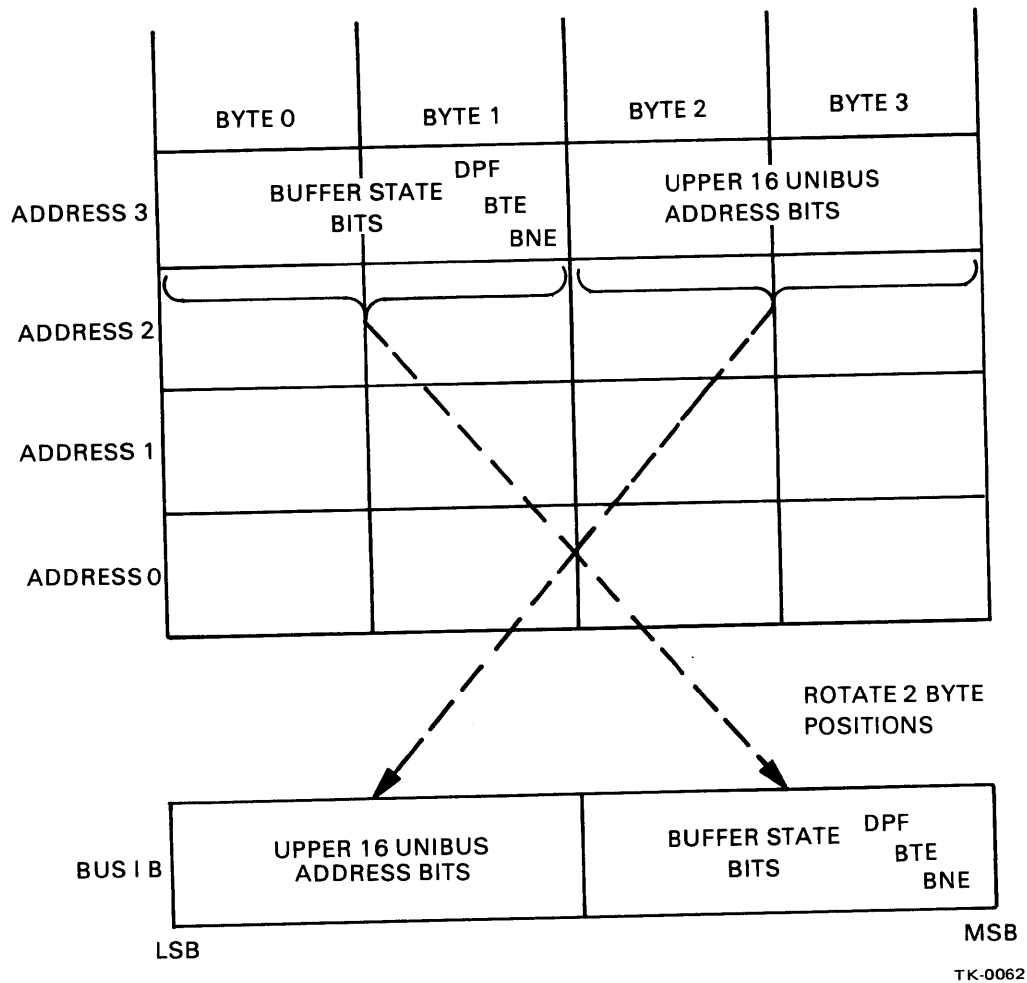 BYTE 0 BYTE 1 BYTE 2 BYTE 3
ADDRESS 3
BUFFER STATE DPF
BITS BTE
BNE
UPPER 16 UNIBUS
ADDRESS BITS
ADDRESS 2
ADDRESS 1
ADDRESS 0
ROTATE 2 BYTE
POSITIONS
BUS I B
UPPER 16 UNIBUS
ADDRESS BITS
BUFFER STATE DPF
BITS BTE
BNE
LSB
MSB
TK-0062